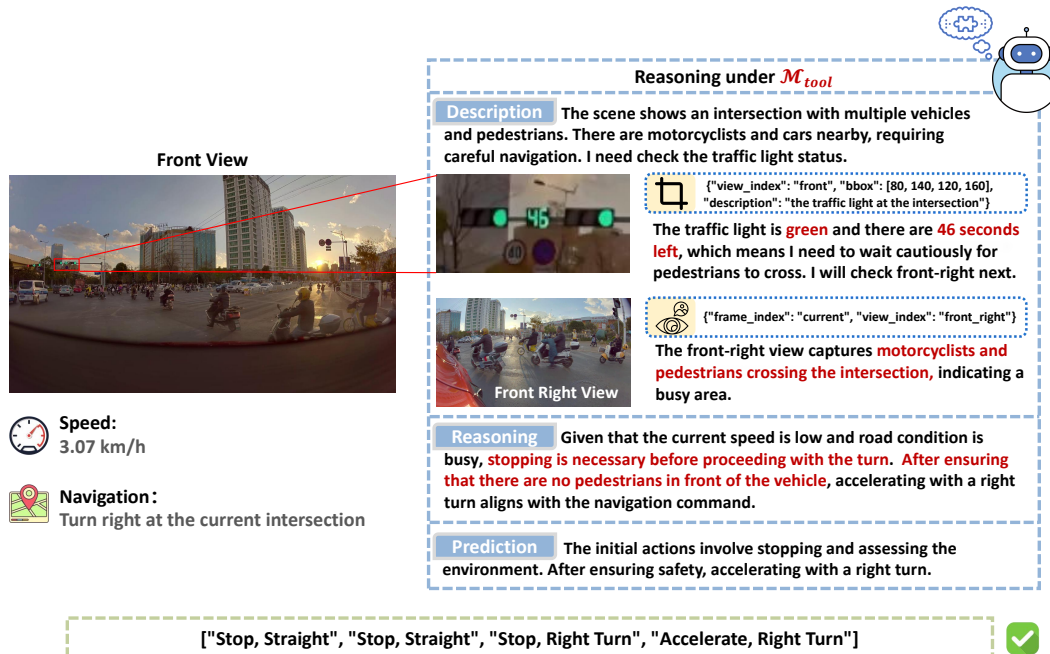 Reasoning under M_tool
Description The scene shows an intersection with multiple vehicles
and pedestrians. There are motorcyclists and cars nearby, requiring
careful navigation. I need check the traffic light status.
Front View
{"view_index": "front", "bbox": [80, 140, 120, 160],
"description": "the traffic light at the intersection"}
46
The traffic light is green and there are 46 seconds
left, which means I need to wait cautiously for
pedestrians to cross. I will check front-right next.
{"frame_index": "current", "view_index": "front_right"}
The front-right view captures motorcyclists and
pedestrians crossing the intersection, indicating a
busy area.
Front Right View
Speed:
3.07 km/h
Navigation:
Turn right at the current intersection
Reasoning Given that the current speed is low and road condition is
busy, stopping is necessary before proceeding with the turn. After ensuring
that there are no pedestrians in front of the vehicle, accelerating with a right
turn aligns with the navigation command.
Prediction The initial actions involve stopping and assessing the
environment. After ensuring safety, accelerating with a right turn.
["Stop, Straight", "Stop, Straight", "Stop, Right Turn", "Accelerate, Right Turn"]